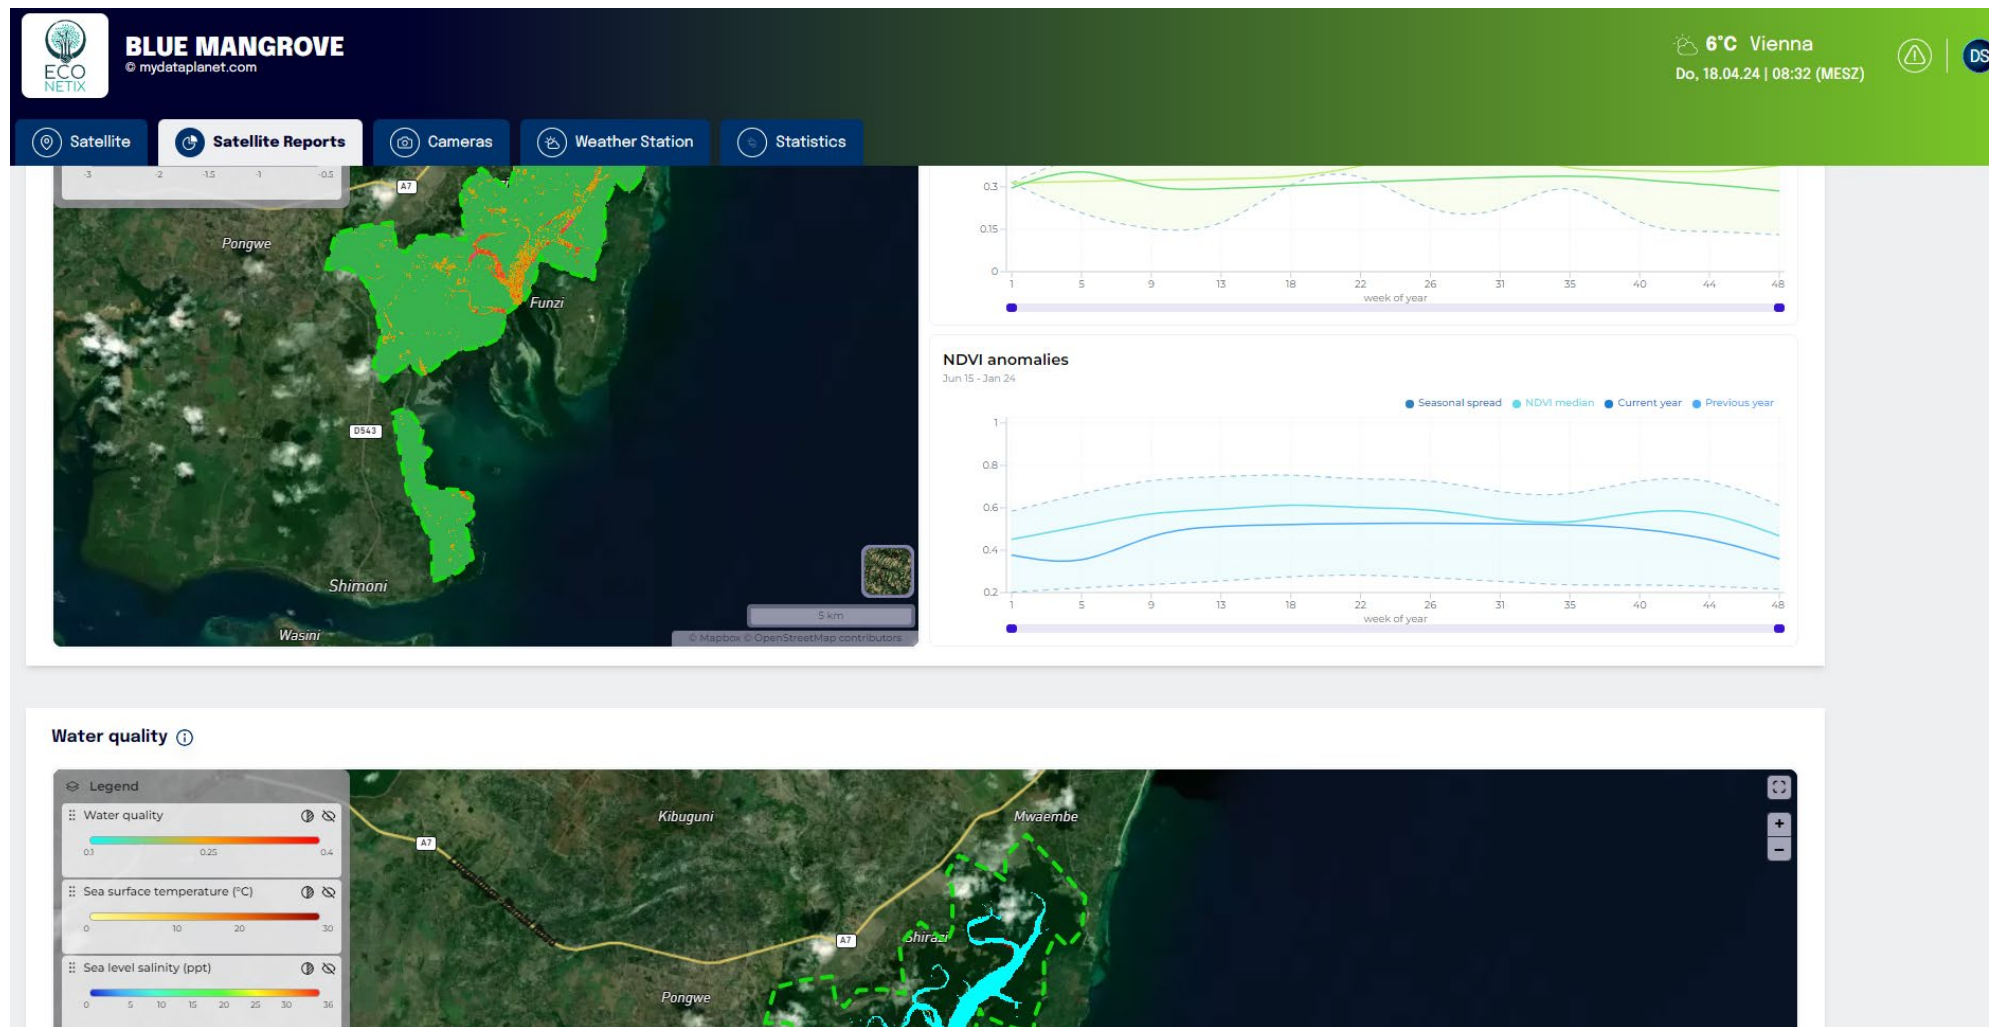 ECO
NETIX
BLUE MANGROVE
© mydataplanet.com
6°C Vienna
Do, 18.04.24 | 08:32 (MESZ)
DS
Satellite
Satellite Reports
Cameras
Weather Station
Statistics
-3 -2 -1.5 -1 -0.5
A7
Pongwe
Funzi
D543
Shimoni
Wasini
5 km
© Mapbox © OpenStreetMap contributors
0.3
0.15
0
1 5 9 13 18 22 26 31 35 40 44 48
week of year
NDVI anomalies
Jun 15 - Jan 24
Seasonal spread NDVI median Current year Previous year
1
0.8
0.6
0.4
0.2
1 5 9 13 18 22 26 31 35 40 44 48
week of year
Water quality
Legend
Water quality
0.1 0.25 0.4
Sea surface temperature (°C)
0 10 20 30
Sea level salinity (ppt)
0 5 10 15 20 25 30 36
A7
Kibuguni
Mwaembe
A7
Shirazi
Pongwe
+
−